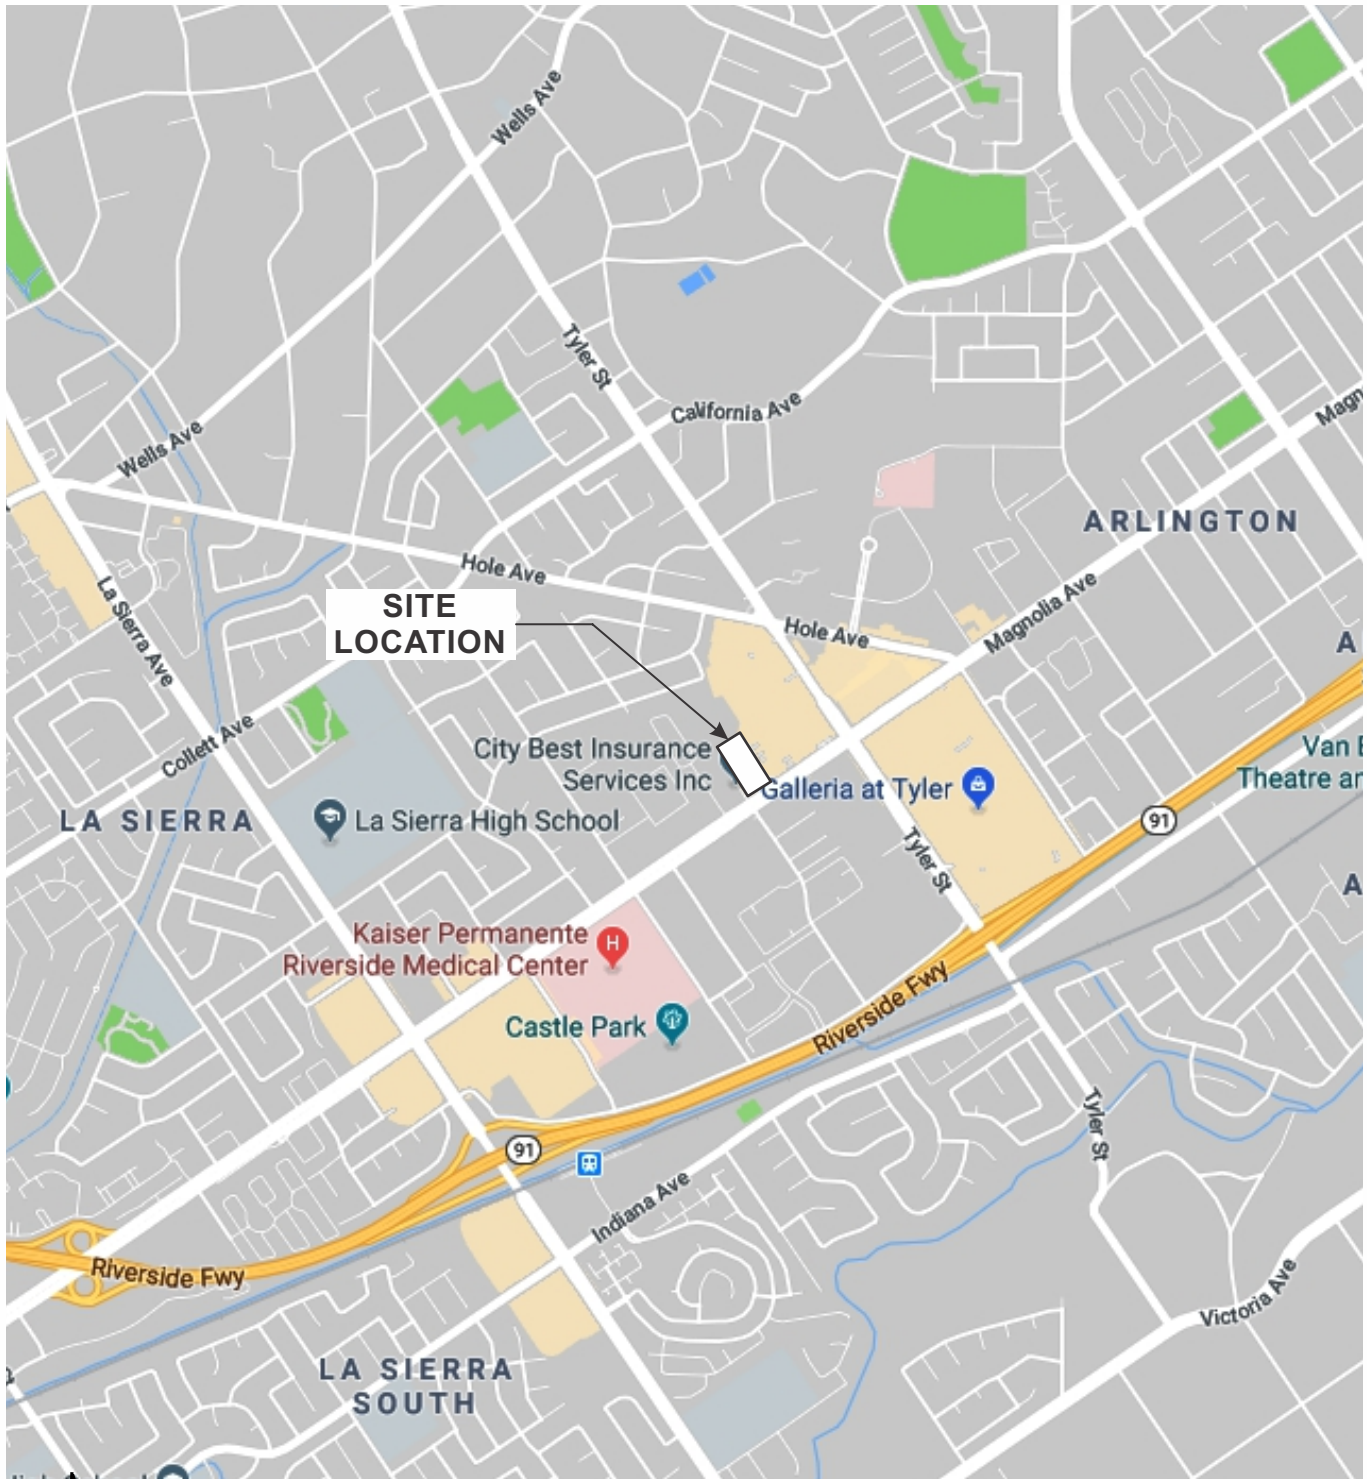 Wells Ave
Tyler St
California Ave
Wells Ave
Magn
ARLINGTON
Hole Ave
La Sierra Ave
SITE
LOCATION
Magnolia Ave
Hole Ave
A
Collett Ave
City Best Insurance
Services Inc
Galleria at Tyler
Van B
Theatre an
91
LA SIERRA
La Sierra High School
Tyler St
A
Kaiser Permanente
Riverside Medical Center
H
Castle Park
Riverside Fwy
Tyler St
91
Indiana Ave
Riverside Fwy
Victoria Ave
LA SIERRA
SOUTH